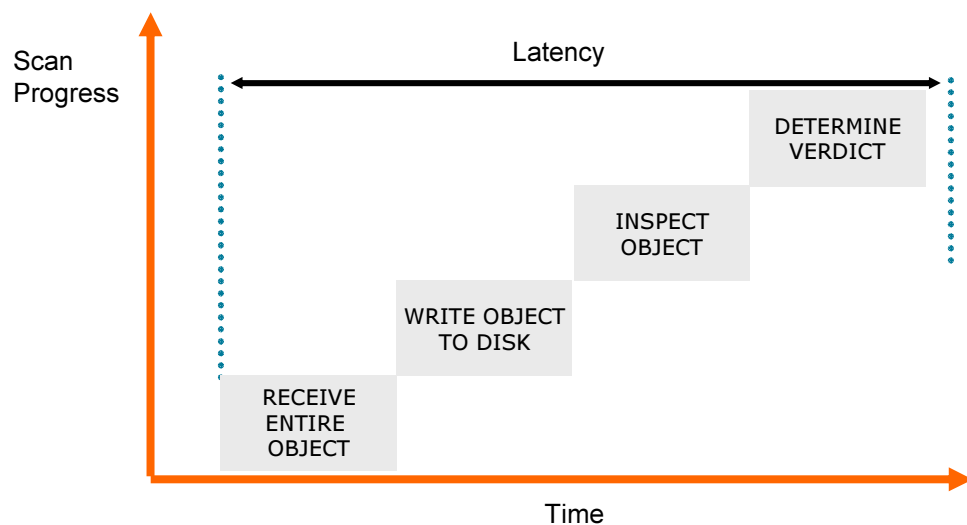 Scan
Progress
Latency
DETERMINE
VERDICT
INSPECT
OBJECT
WRITE OBJECT
TO DISK
RECEIVE
ENTIRE
OBJECT
Time